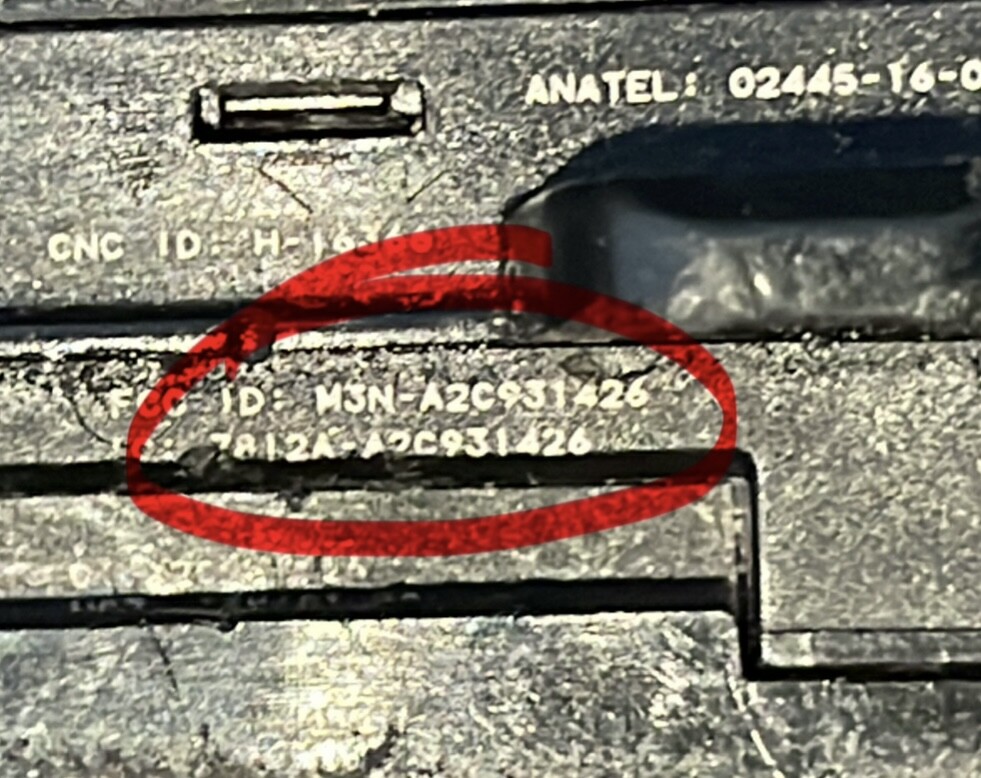 ANATEL: 02445-16-0
CNC ID: H-16
FCC ID: M3N-A2C931426
7812A-A2C931426